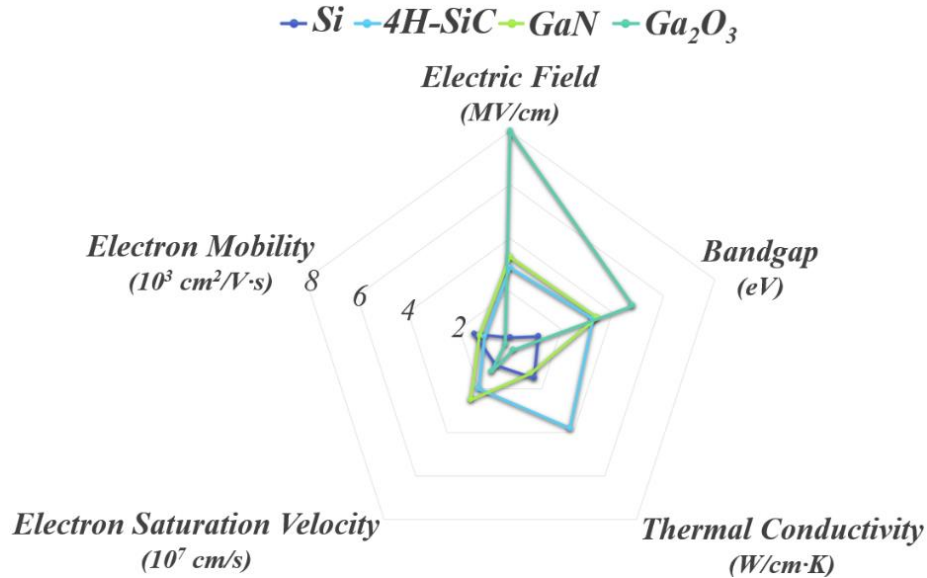 Si 4H-SiC GaN Ga₂O₃
Electric Field
(MV/cm)
Electron Mobility
(10³ cm²/V·s)
8
6
4
2
Bandgap
(eV)
Electron Saturation Velocity
(10⁷ cm/s)
Thermal Conductivity
(W/cm·K)